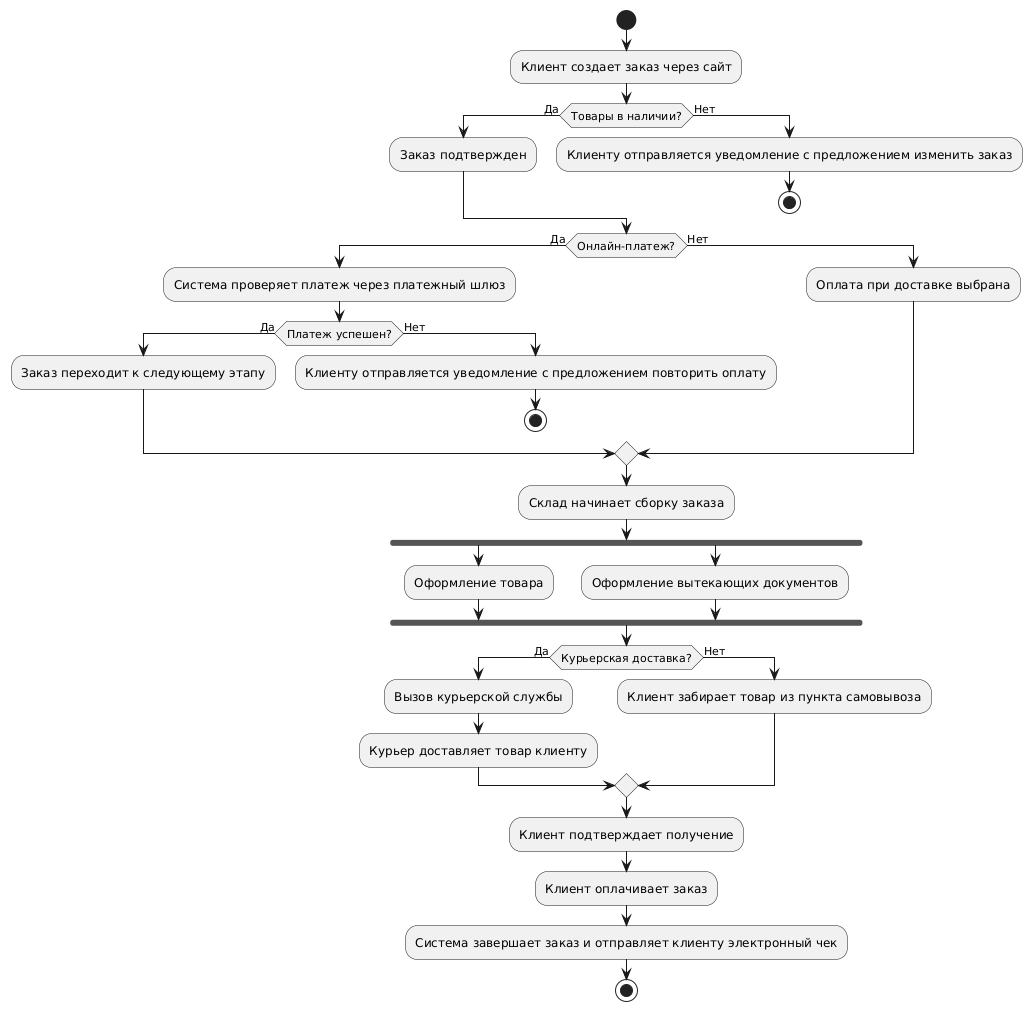 Клиент создает заказ через сайт
Да
Товары в наличии?
Нет
Заказ подтвержден
Клиенту отправляется уведомление с предложением изменить заказ
Да
Онлайн-платеж?
Нет
Система проверяет платеж через платежный шлюз
Оплата при доставке выбрана
Да
Платеж успешен?
Нет
Заказ переходит к следующему этапу
Клиенту отправляется уведомление с предложением повторить оплату
Склад начинает сборку заказа
Оформление товара
Оформление вытекающих документов
Да
Курьерская доставка?
Нет
Вызов курьерской службы
Клиент забирает товар из пункта самовывоза
Курьер доставляет товар клиенту
Клиент подтверждает получение
Клиент оплачивает заказ
Система завершает заказ и отправляет клиенту электронный чек